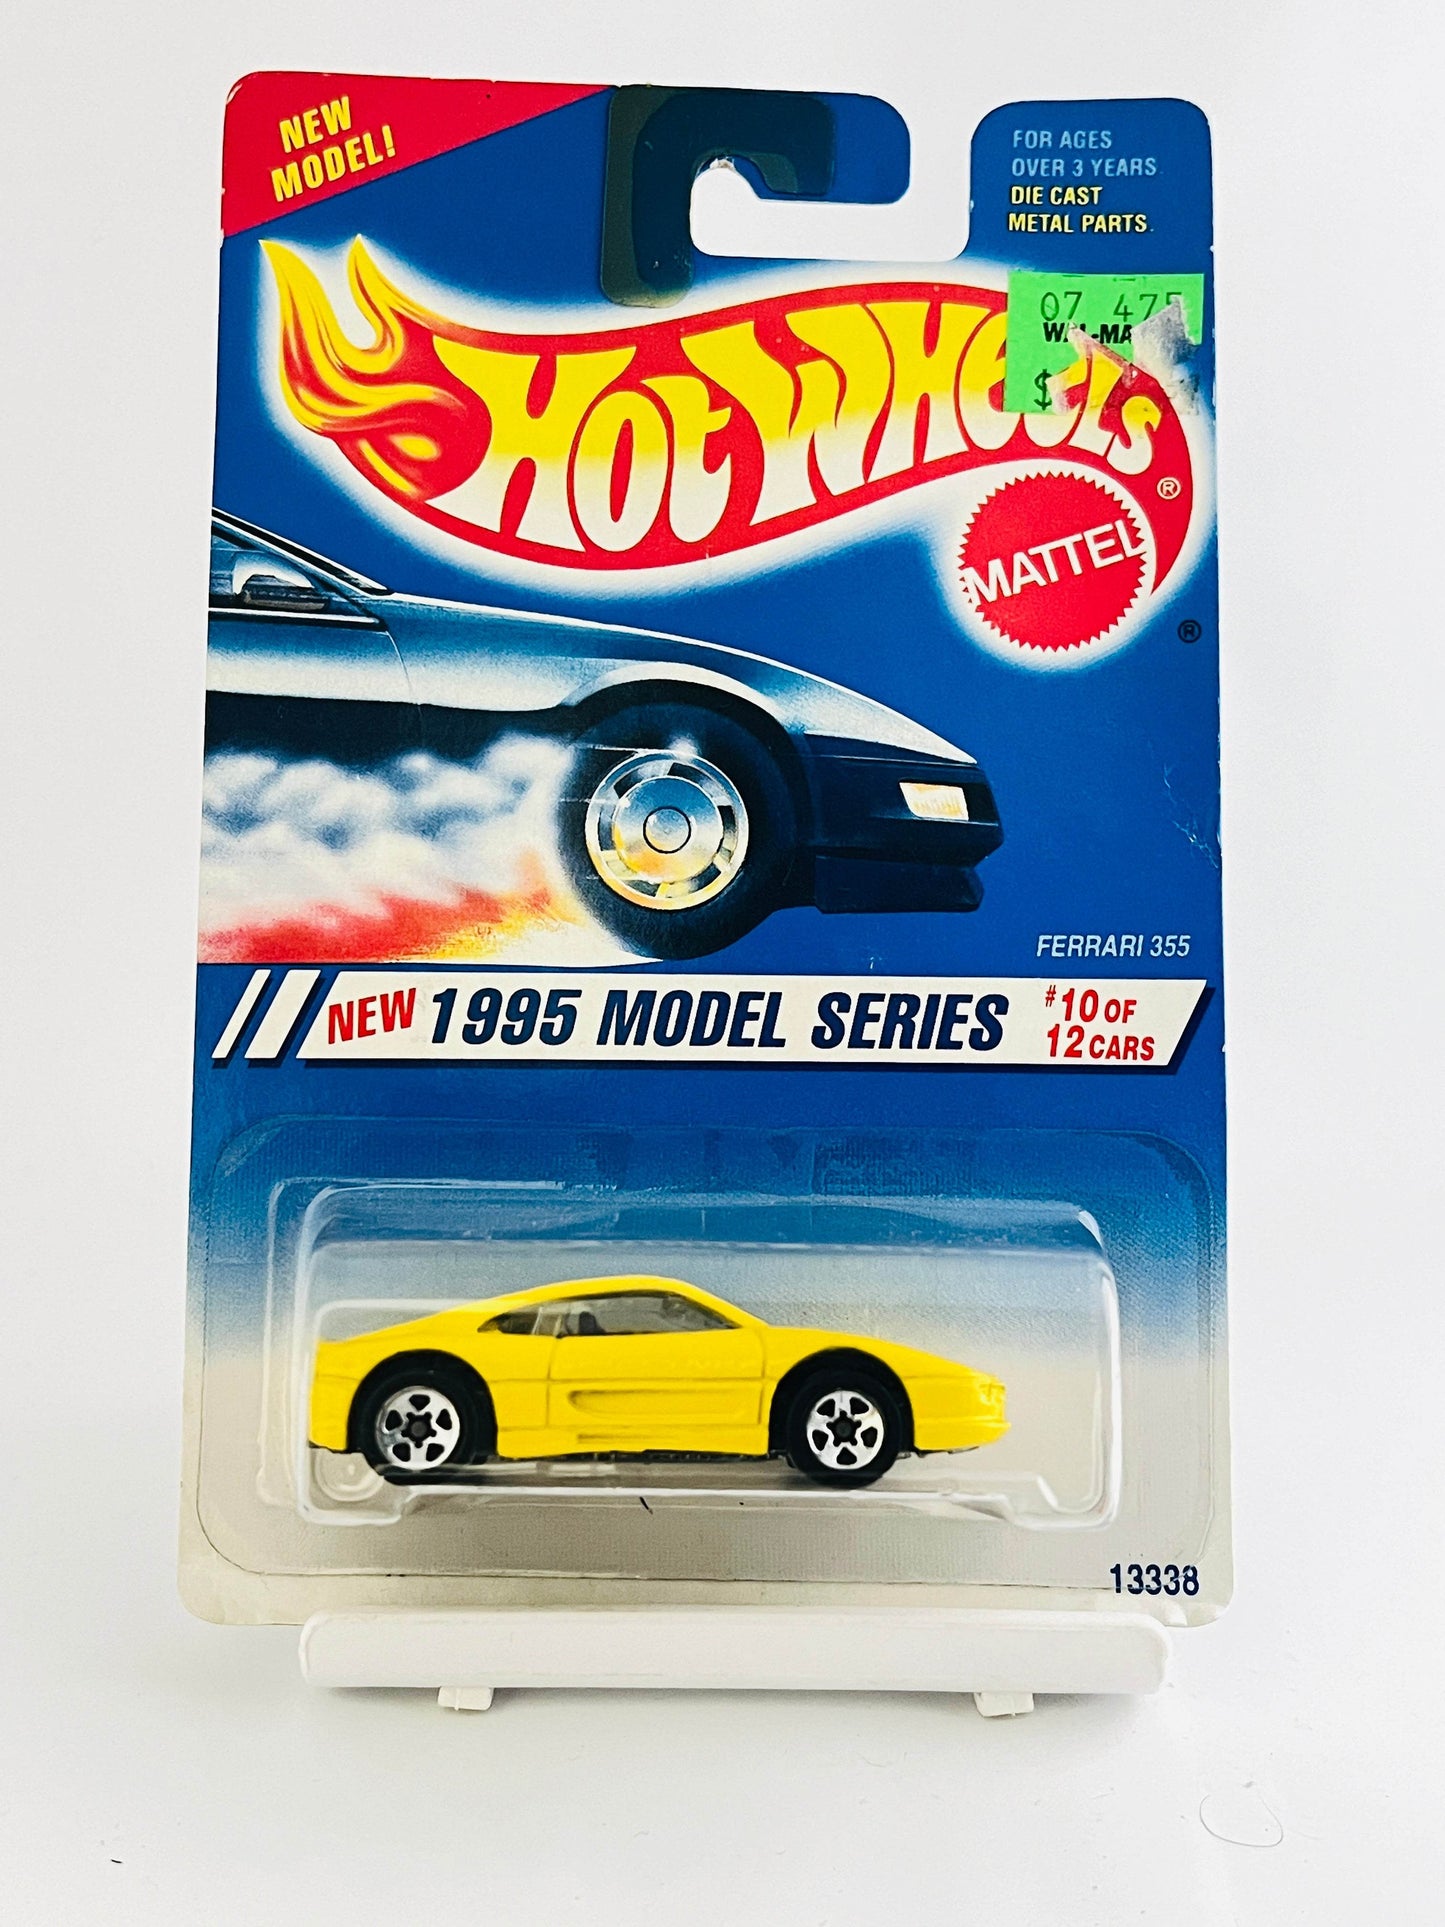 NEW
MODEL!
FOR AGES
OVER 3 YEARS.
DIE CAST
METAL PARTS.
07
$
HOT WHEELS
®
MATTEL
®
FERRARI 355
NEW 1995 MODEL SERIES
#10 OF
12 CARS
13338